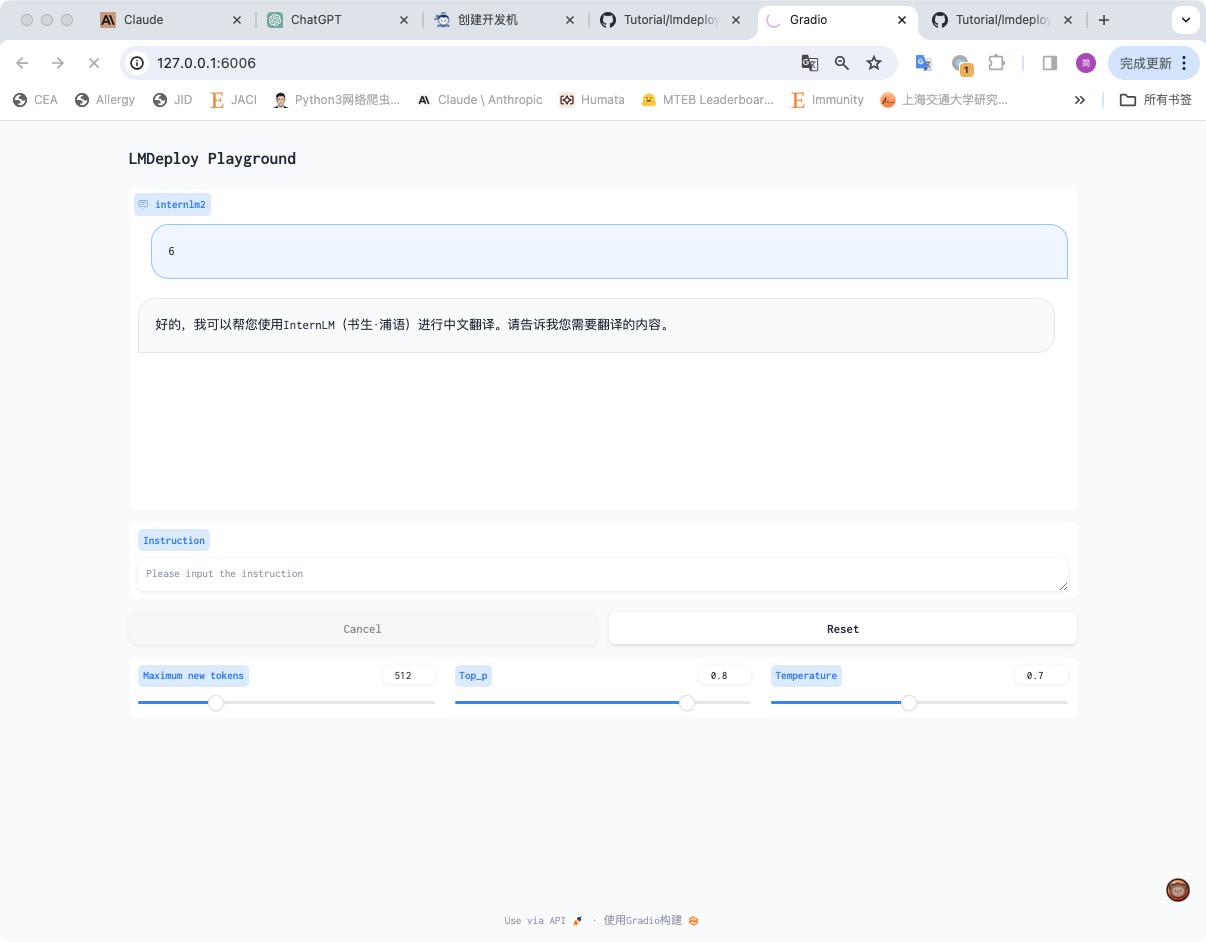 Claude
ChatGPT
创建开发机
Tutorial/lmdeploy
Gradio
Tutorial/lmdeploy
127.0.0.1:6006
1
简
完成更新
CEA
Allergy
JID
JACI
Python3网络爬虫...
Claude \ Anthropic
Humata
MTEB Leaderboar...
Immunity
上海交通大学研究...
所有书签
LMDeploy Playground
internlm2
6
好的，我可以帮您使用InternLM（书生·浦语）进行中文翻译。请告诉我您需要翻译的内容。
Instruction
Please input the instruction
Cancel
Reset
Maximum new tokens
512
Top_p
0.8
Temperature
0.7
Use via API · 使用Gradio构建